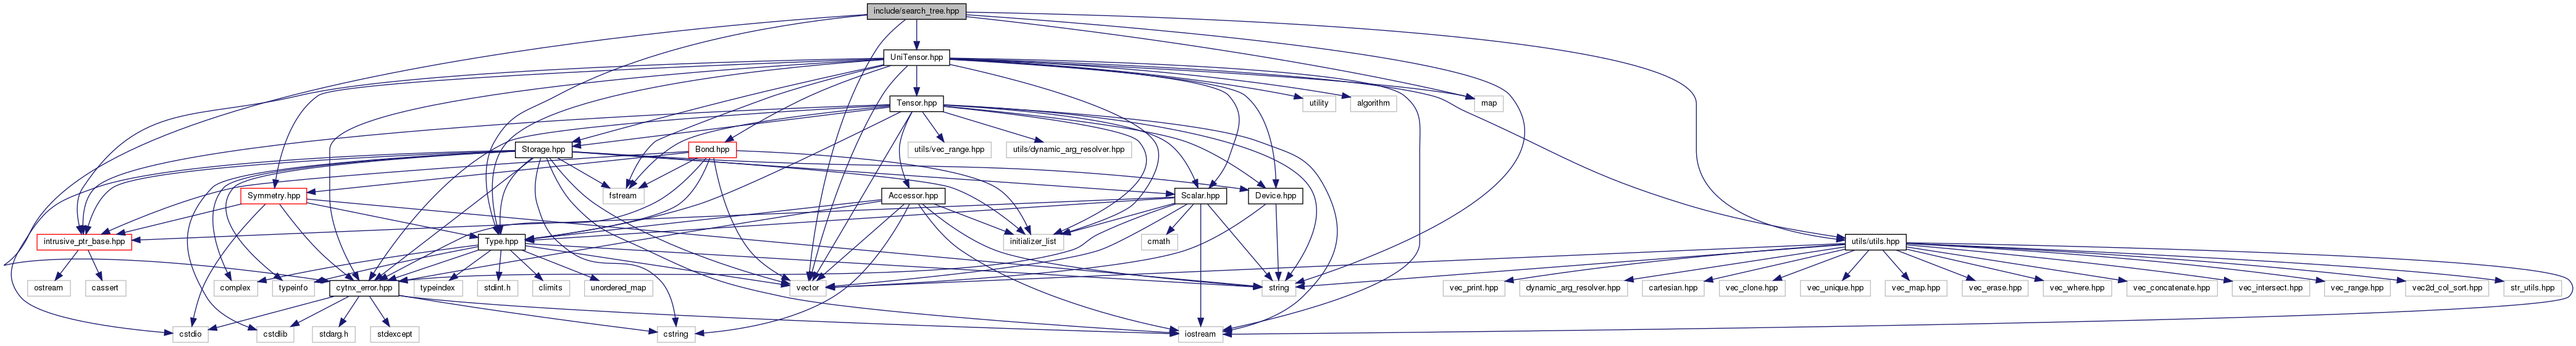 include/search_tree.hpp
UniTensor.hpp
Tensor.hpp
utility
algorithm
map
Storage.hpp
Bond.hpp
utils/vec_range.hpp
utils/dynamic_arg_resolver.hpp
Symmetry.hpp
fstream
Accessor.hpp
Scalar.hpp
Device.hpp
intrusive_ptr_base.hpp
Type.hpp
initializer_list
cmath
utils/utils.hpp
ostream
cassert
complex
typeinfo
cytnx_error.hpp
typeindex
stdint.h
climits
unordered_map
vector
string
vec_print.hpp
dynamic_arg_resolver.hpp
cartesian.hpp
vec_clone.hpp
vec_unique.hpp
vec_map.hpp
vec_erase.hpp
vec_where.hpp
vec_concatenate.hpp
vec_intersect.hpp
vec_range.hpp
vec2d_col_sort.hpp
str_utils.hpp
cstdio
cstdlib
stdarg.h
stdexcept
cstring
iostream